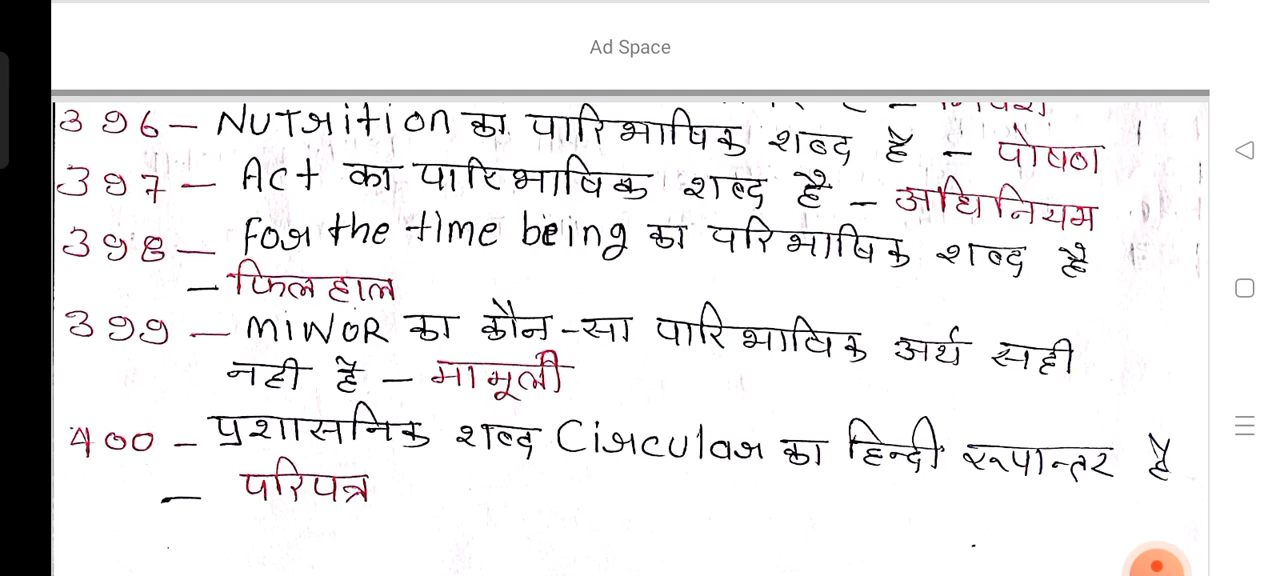 Ad Space
396 - Nutrition का पारिभाषिक शब्द है - पोषण
397 - Act का पारिभाषिक शब्द है - अधिनियम
398 - For the time being का परिभाषिक शब्द है
- फिलहाल
399 - MINOR का कौन-सा पारिभाषिक अर्थ सही
नही है - मामूली
400 - प्रशासनिक शब्द Circular का हिन्दी रूपान्तर है
- परिपत्र